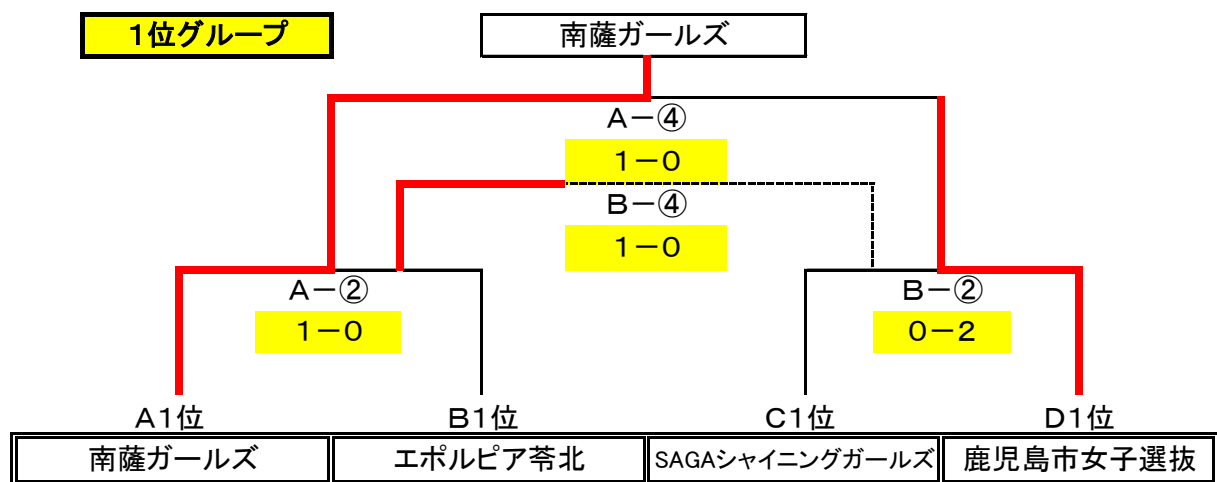 1位グループ
南薩ガールズ
A－④
1－0
B－④
1－0
A－②
1－0
B－②
0－2
A1位
B1位
C1位
D1位
南薩ガールズ
エポルピア苓北
SAGAシャイニングガールズ
鹿児島市女子選抜